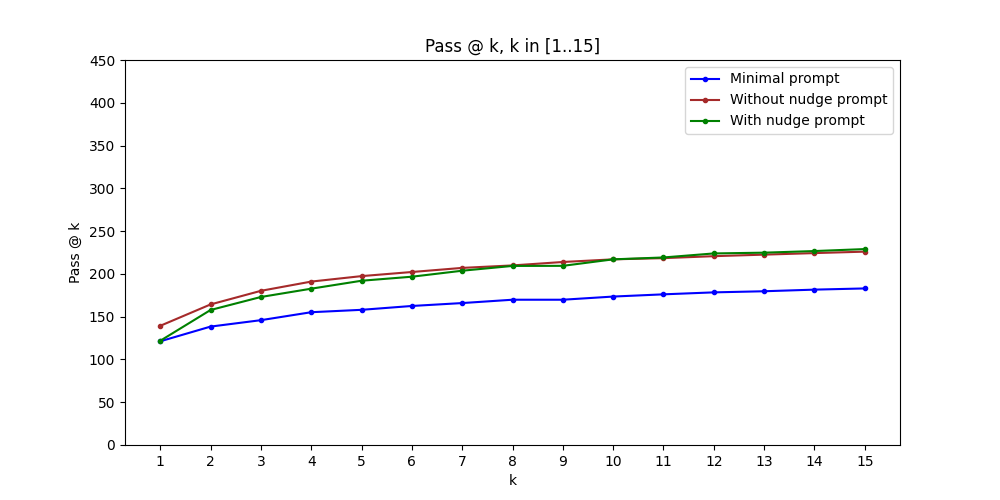 Pass @ k, k in [1..15]
450
400
350
300
250
200
150
100
50
0
Pass @ k
Minimal prompt
Without nudge prompt
With nudge prompt
1 2 3 4 5 6 7 8 9 10 11 12 13 14 15
k